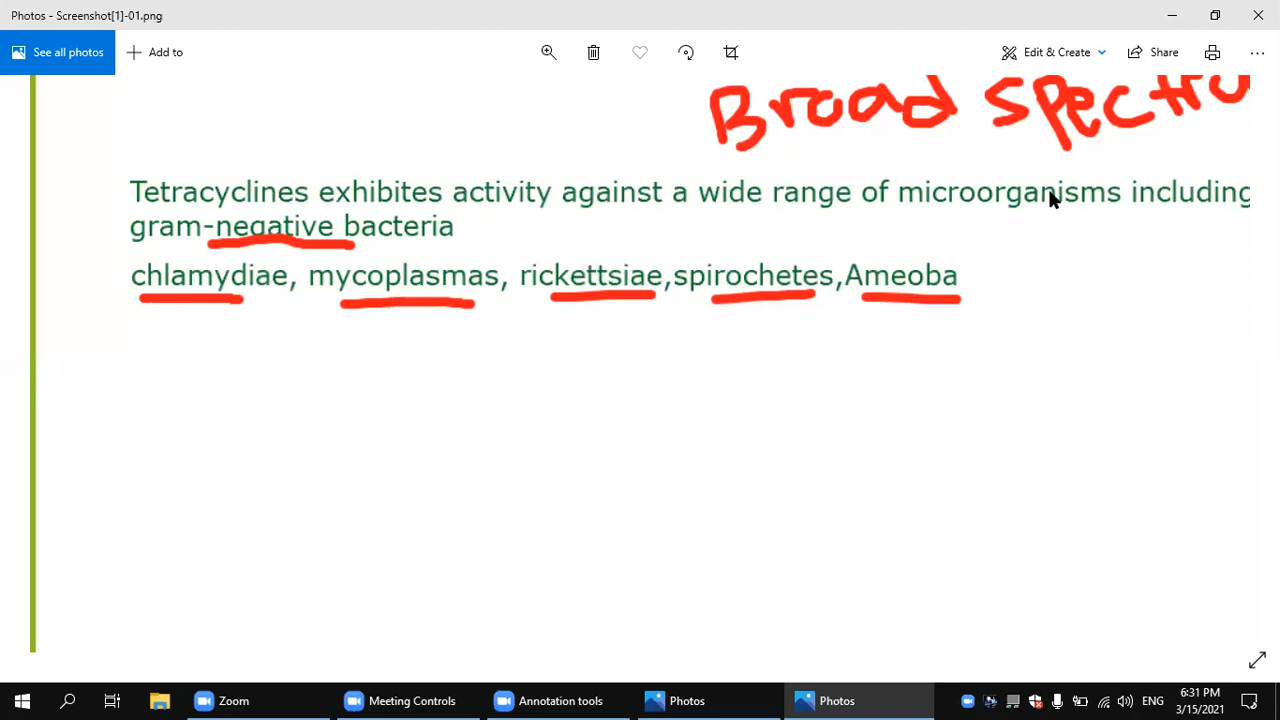 Photos - Screenshot[1]-01.png
See all photos
Add to
Edit & Create
Share
Broad Spectru
Tetracyclines exhibites activity against a wide range of microorganisms including
gram-negative bacteria
chlamydiae, mycoplasmas, rickettsiae,spirochetes,Ameoba
Zoom
Meeting Controls
Annotation tools
Photos
Photos
ENG
6:31 PM
3/15/2021